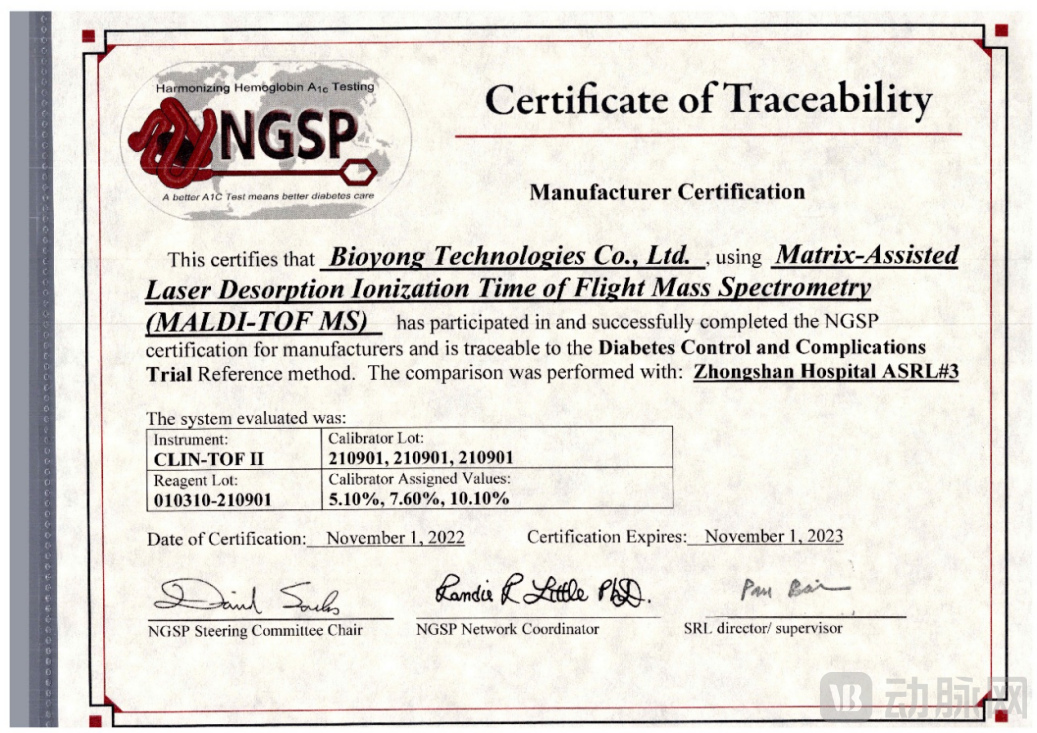 Harmonizing Hemoglobin A1c Testing
NGSP
A better A1C Test means better diabetes care
Certificate of Traceability
Manufacturer Certification
This certifies that Bioyong Technologies Co., Ltd. , using Matrix-Assisted
Laser Desorption Ionization Time of Flight Mass Spectrometry
(MALDI-TOF MS) has participated in and successfully completed the NGSP
certification for manufacturers and is traceable to the Diabetes Control and Complications
Trial Reference method. The comparison was performed with: Zhongshan Hospital ASRL#3
The system evaluated was:
Instrument:
CLIN-TOF II
Calibrator Lot:
210901, 210901, 210901
Reagent Lot:
010310-210901
Calibrator Assigned Values:
5.10%, 7.60%, 10.10%
Date of Certification: November 1, 2022 Certification Expires: November 1, 2023
David Sacks
Randie R Little PhD.
NGSP Steering Committee Chair
NGSP Network Coordinator
SRL director/ supervisor
VB 动脉网